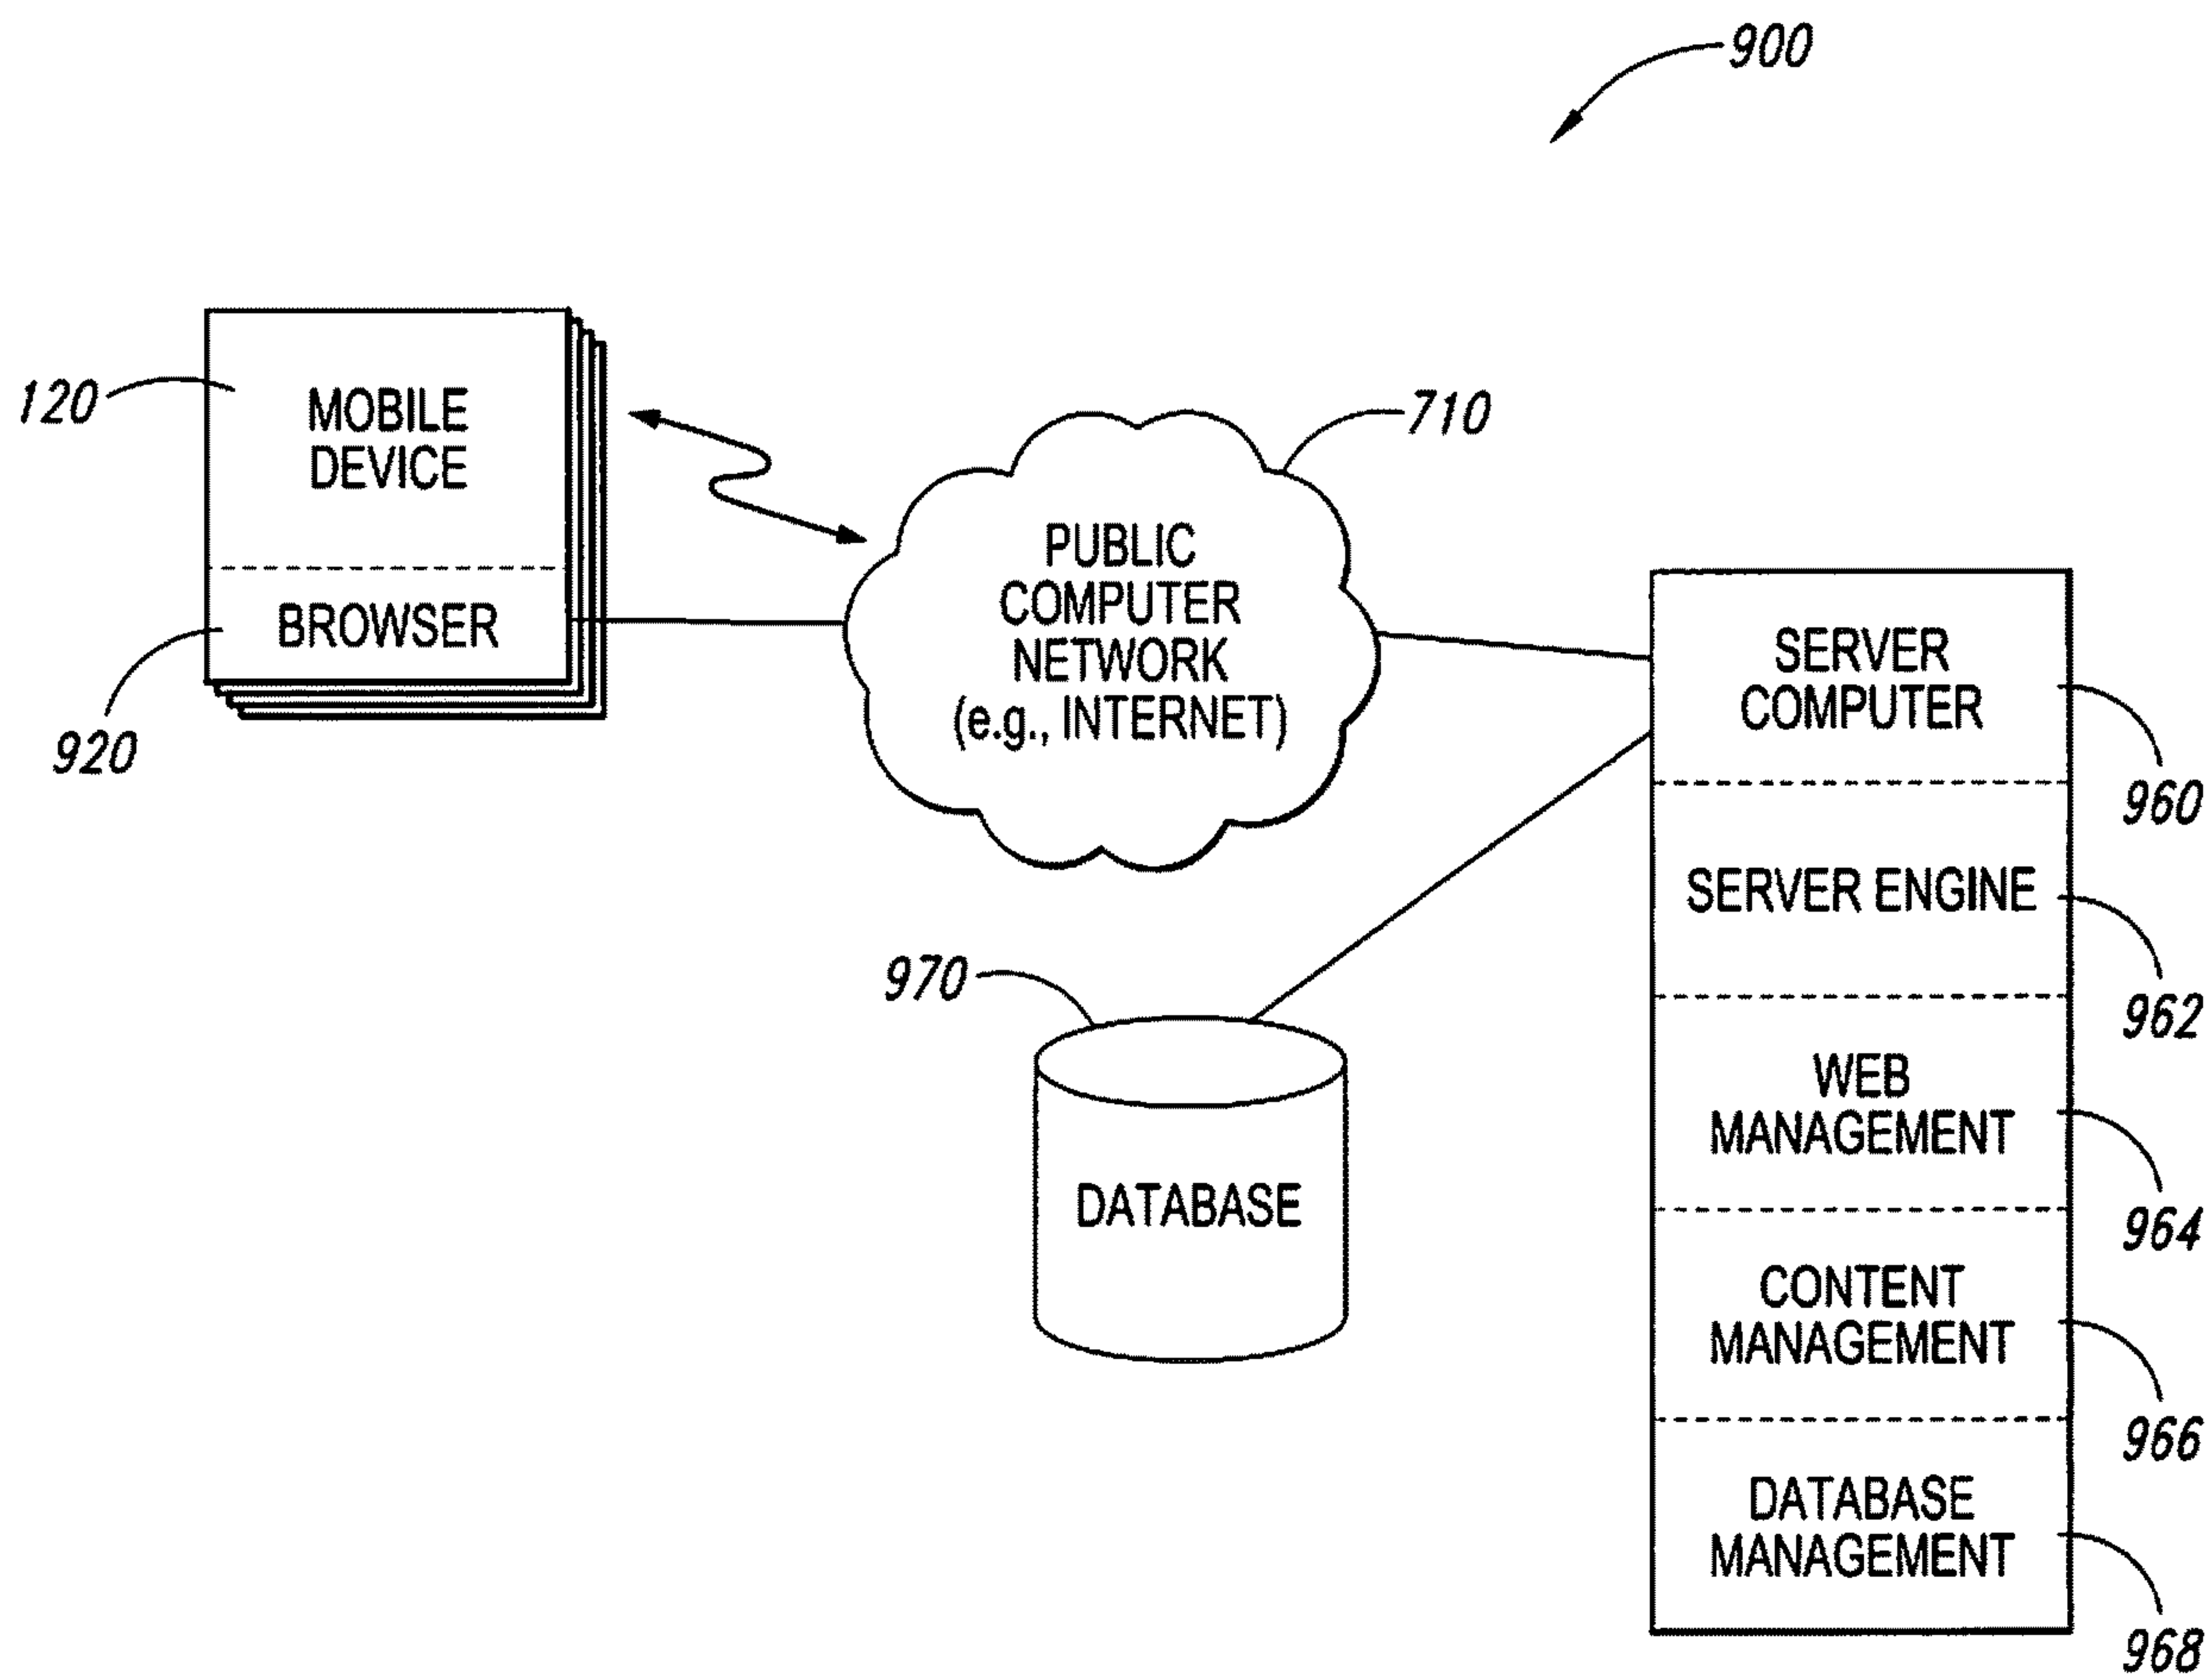 900
120
MOBILE
DEVICE
BROWSER
920
710
PUBLIC
COMPUTER
NETWORK
(e.g., INTERNET)
SERVER
COMPUTER
960
SERVER ENGINE
962
WEB
MANAGEMENT
964
CONTENT
MANAGEMENT
966
DATABASE
MANAGEMENT
968
970
DATABASE